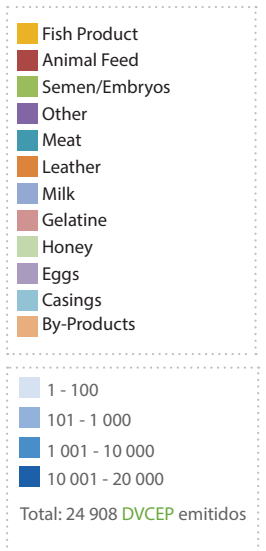 Fish Product
Animal Feed
Semen/Embryos
Other
Meat
Leather
Milk
Gelatine
Honey
Eggs
Casings
By-Products
1 - 100
101 - 1 000
1 001 - 10 000
10 001 - 20 000
Total: 24 908 DVCEP emitidos